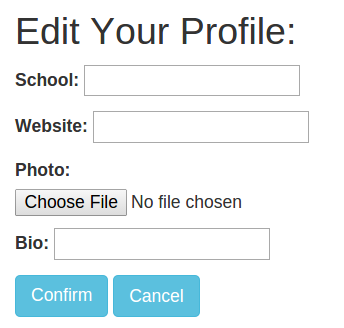 Edit Your Profile:
School:
Website:
Photo:
Choose File No file chosen
Bio:
Confirm Cancel